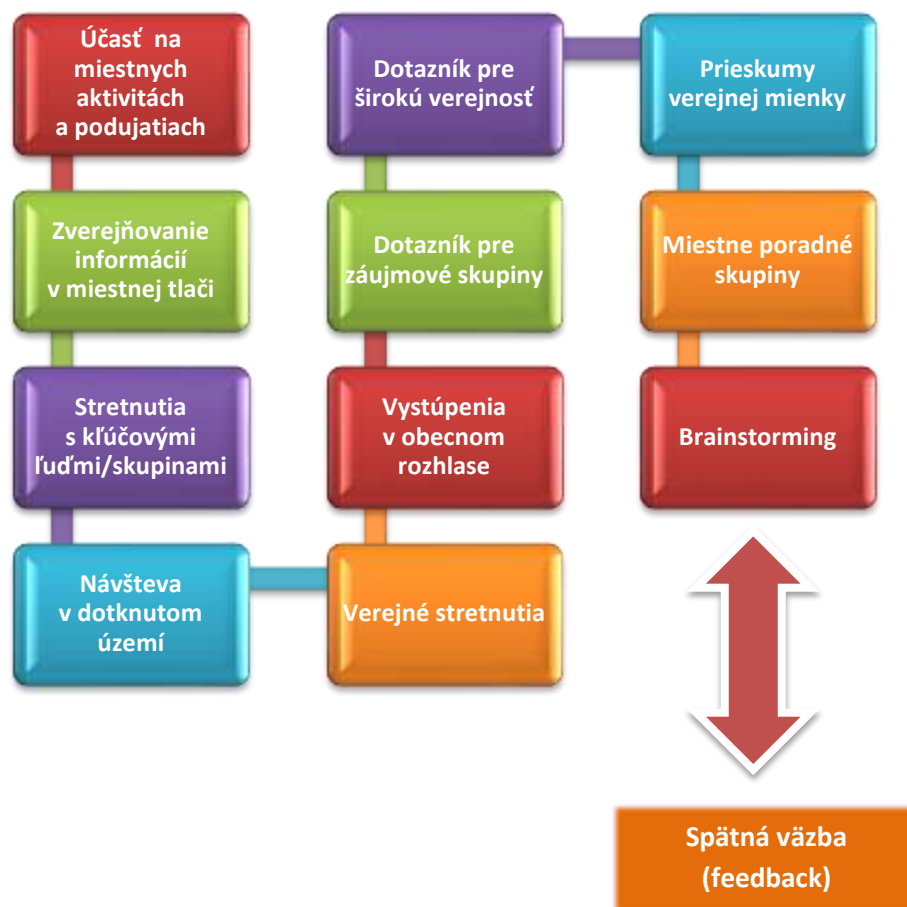 Účasť na
miestnych
aktivitách
a podujatiach
Zverejňovanie
informácií
v miestnej tlači
Stretnutia
s kľúčovými
ľuďmi/skupinami
Návšteva
v dotknutom
území
Verejné stretnutia
Vystúpenia
v obecnom
rozhlase
Dotazník pre
záujmové skupiny
Dotazník pre
širokú verejnosť
Prieskumy
verejnej mienky
Miestne poradné
skupiny
Brainstorming
Spätná väzba
(feedback)